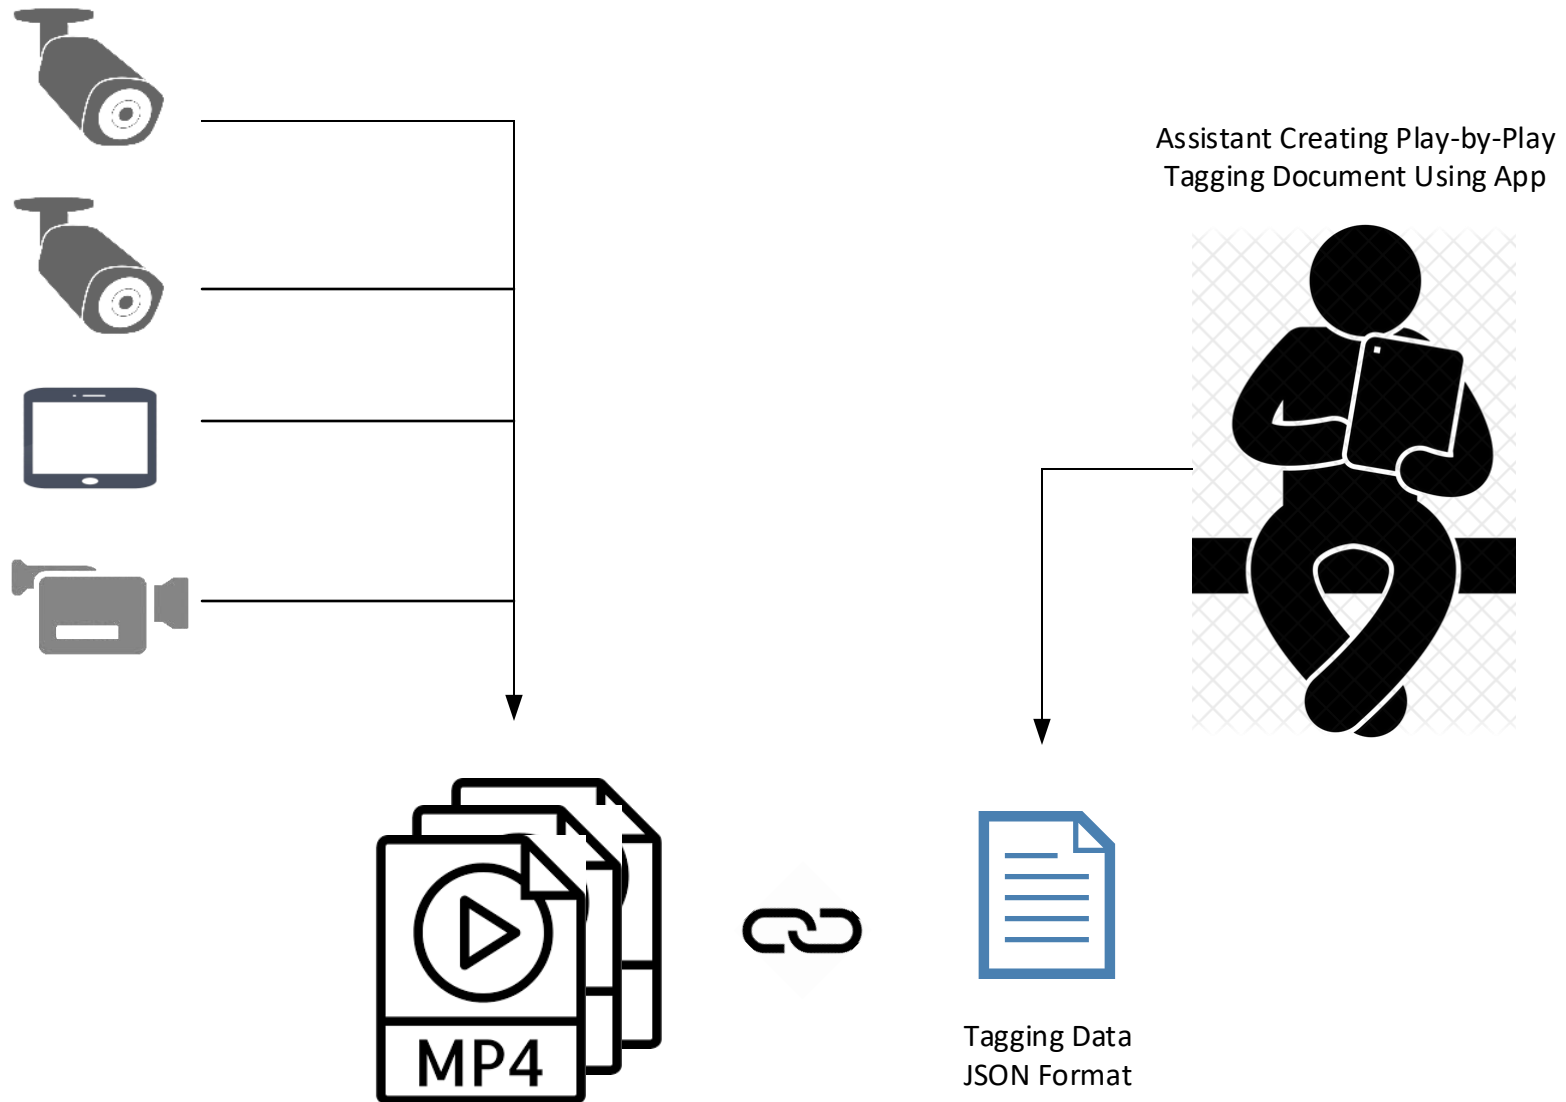 Assistant Creating Play-by-Play
Tagging Document Using App
MP4
Tagging Data
JSON Format